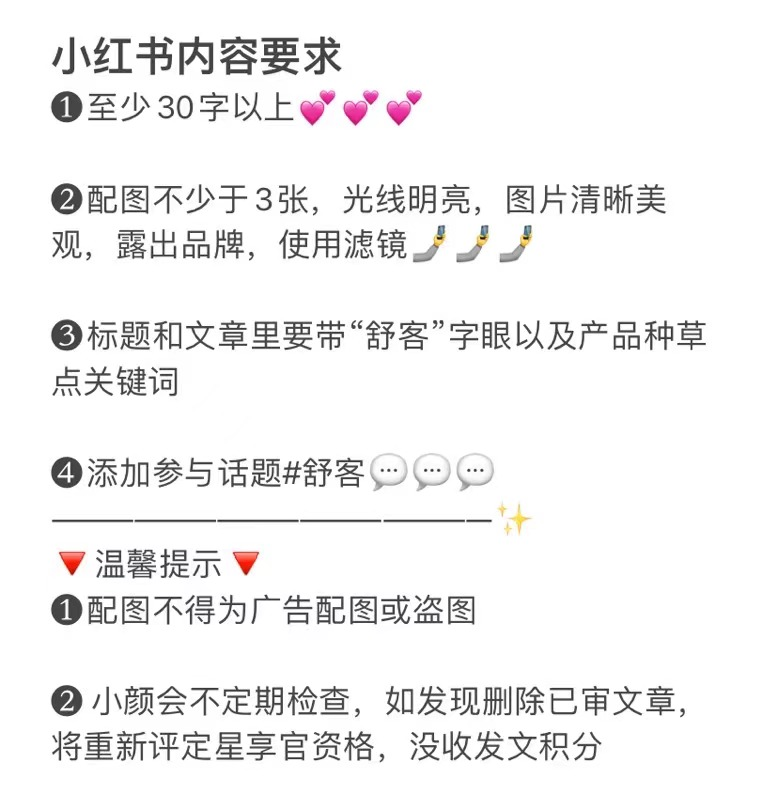 小红书内容要求
❶至少30字以上💕💕💕
❷配图不少于3张，光线明亮，图片清晰美
观，露出品牌，使用滤镜🤳🤳🤳
❸标题和文章里要带“舒客”字眼以及产品种草
点关键词
❹添加参与话题#舒客💬💬💬
———————————✨
🔻温馨提示🔻
❶配图不得为广告配图或盗图
❷ 小颜会不定期检查，如发现删除已审文章，
将重新评定星享官资格，没收发文积分